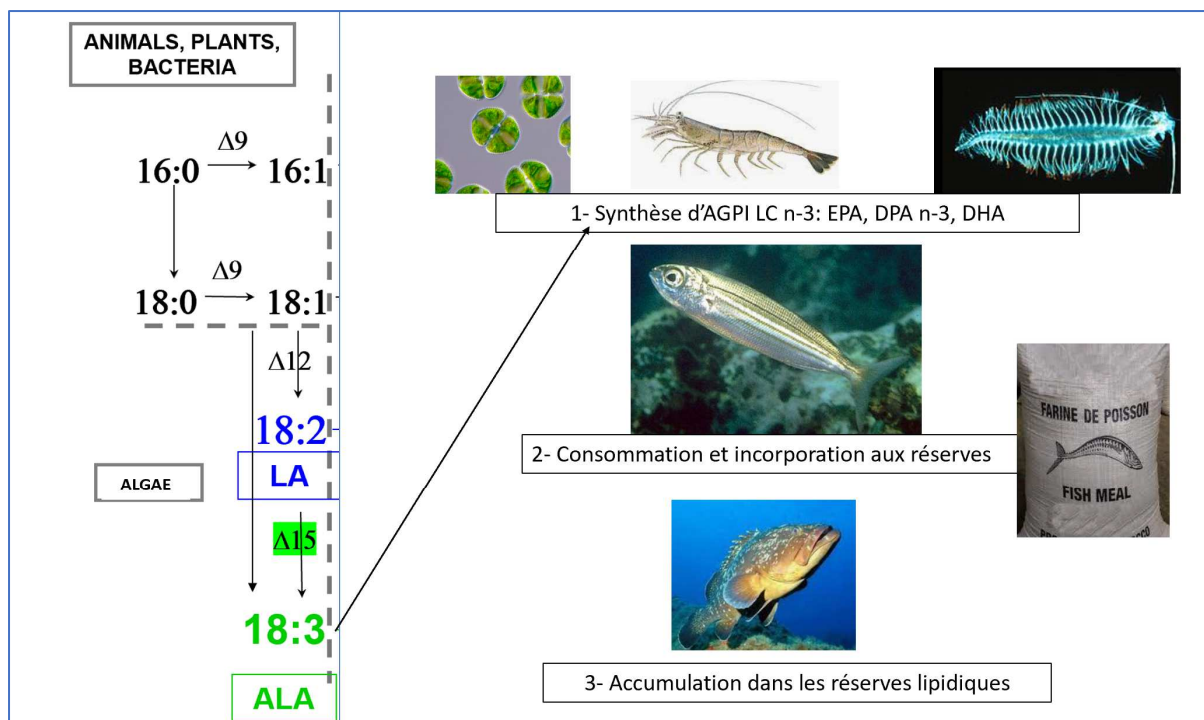 ANIMALS, PLANTS,
BACTERIA
16:0
Δ9
16:1
18:0
Δ9
18:1
Δ12
18:2
LA
ALGAE
Δ15
18:3
ALA
1- Synthèse d’AGPI LC n-3: EPA, DPA n-3, DHA
2- Consommation et incorporation aux réserves
FARINE DE POISSON
FISH MEAL
3- Accumulation dans les réserves lipidiques